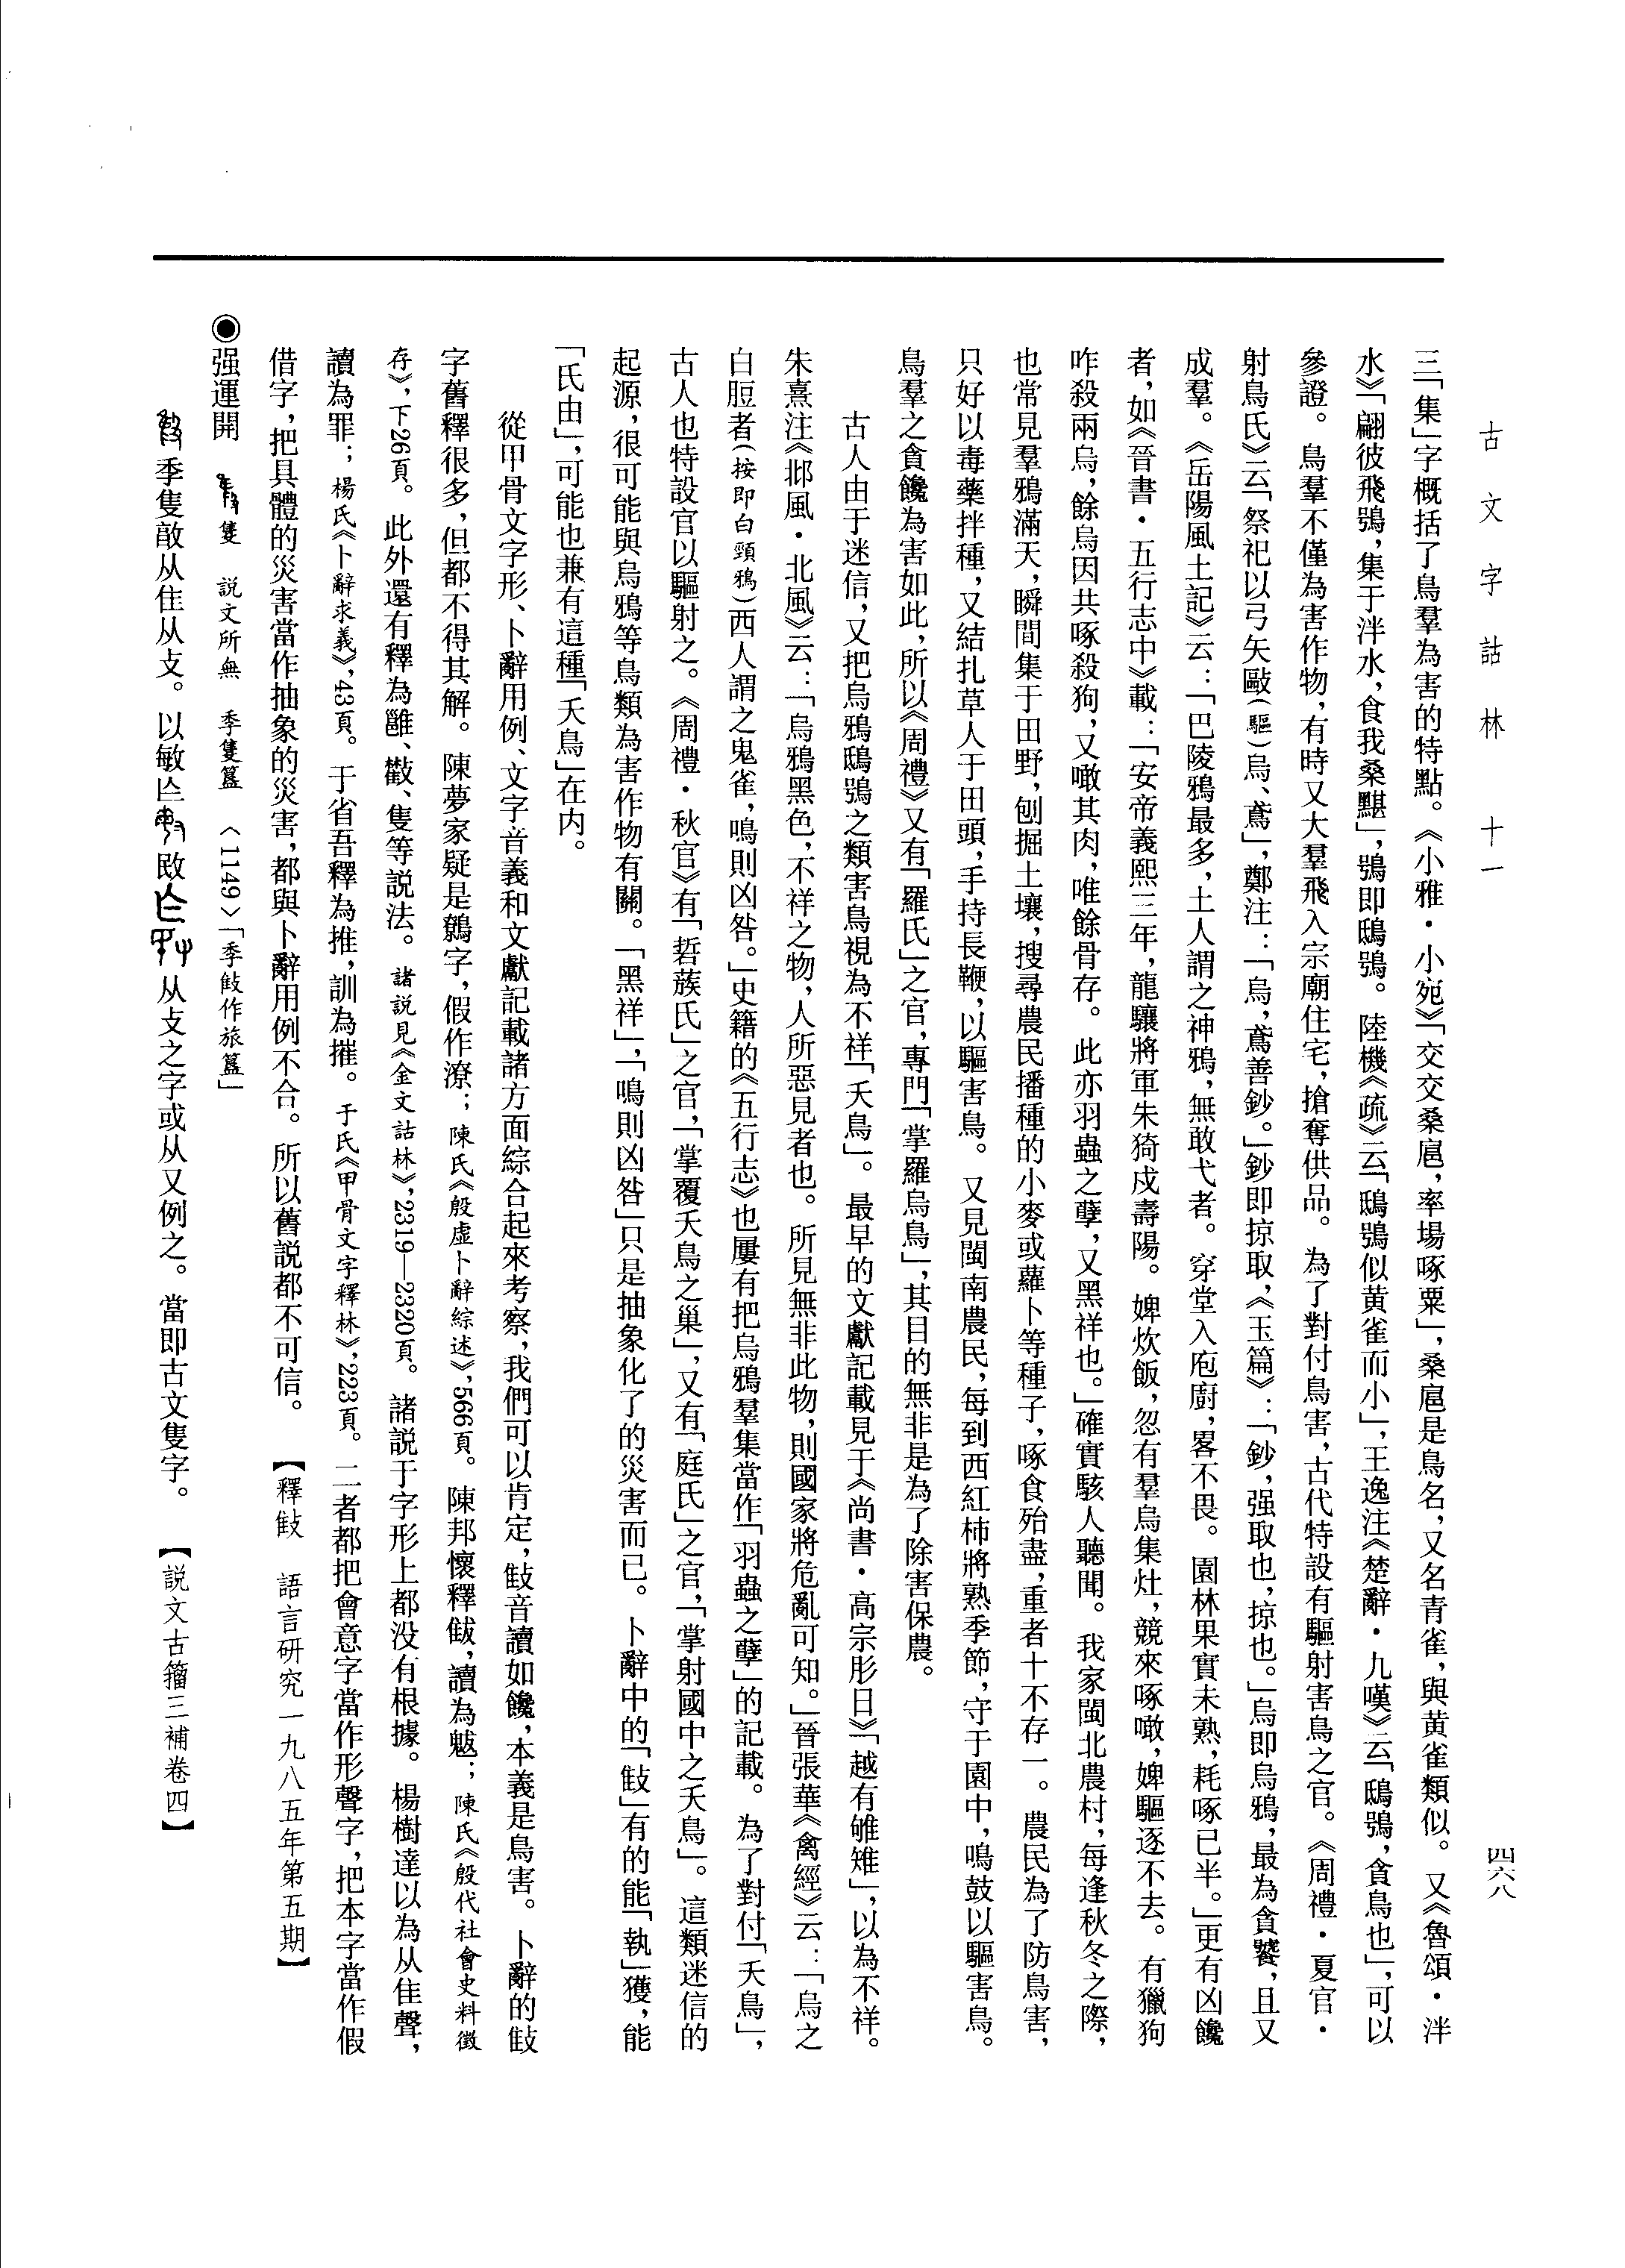 古文字詁林　十一
四六八
三「集」字概括了鳥羣為害的特點。《小雅·小宛》「交交桑扈，率場啄粟」，桑扈是鳥名，又名青雀，與黃雀類似。又《魯頌·泮
水》「翩彼飛鴞，集于泮水，食我桑黮」，鴞即鴟鴞。陸機《疏》云「鴟鴞似黄雀而小」，王逸注《楚辭·九嘆》云「鴟鴞，貪鳥也」，可以
參證。鳥羣不僅為害作物，有時又大羣飛入宗廟住宅，搶奪供品。為了對付鳥害，古代特設有驅射害鳥之官。《周禮·夏官·
射鳥氏》云「祭祀以弓矢敺（驅）烏、鳶」，鄭注：「烏，鳶善鈔。」鈔即掠取，《玉篇》：「鈔，强取也，掠也。」烏即烏鴉，最為貪饕，且又
成羣。《岳陽風土記》云：「巴陵鴉最多，土人謂之神鴉，無敢弋者。穿堂入庖廚，畧不畏。園林果實未熟，耗啄已半。」更有凶饞
者，如《晉書·五行志中》載：「安帝義熙三年，龍驤將軍朱猗戍壽陽。婢炊飯，忽有羣烏集灶，競來啄噉，婢驅逐不去。有獵狗
咋殺兩烏，餘烏因共啄殺狗，又噉其肉，唯餘骨存。此亦羽蟲之孽，又黑祥也。」確實駭人聽聞。我家閩北農村，每逢秋冬之際，
也常見羣鴉滿天，瞬間集于田野，刨掘土壤，搜尋農民播種的小麥或蘿卜等種子，啄食殆盡，重者十不存一。農民為了防鳥害，
只好以毒藥拌種，又結扎草人于田頭，手持長鞭，以驅害鳥。又見閩南農民，每到西紅柿將熟季節，守于園中，鳴鼓以驅害鳥。
鳥羣之貪饞為害如此，所以《周禮》又有「羅氏」之官，專門「掌羅烏鳥」，其目的無非是為了除害保農。
古人由于迷信，又把烏鴉鴟鴞之類害鳥視為不祥「夭鳥」。最早的文獻記載見于《尚書·高宗肜日》「越有雊雉」，以為不祥。
朱熹注《邶風·北風》云：「烏鴉黑色，不祥之物，人所惡見者也。所見無非此物，則國家將危亂可知。」晉張華《禽經》云：「烏之
白脰者（按即白頸鴉）西人謂之鬼雀，鳴則凶咎。」史籍的《五行志》也屢有把烏鴉羣集當作「羽蟲之孽」的記載。為了對付「夭鳥」，
古人也特設官以驅射之。《周禮·秋官》有「硩蔟氏」之官，「掌覆夭鳥之巢」，又有「庭氏」之官，「掌射國中之夭鳥」。這類迷信的
起源，很可能與烏鴉等鳥類為害作物有關。「黑祥」，「鳴則凶咎」只是抽象化了的災害而已。卜辭中的「䧹」有的能「執」獲，能
「氐由」，可能也兼有這種「夭鳥」在内。
從甲骨文字形、卜辭用例、文字音義和文獻記載諸方面綜合起來考察，我們可以肯定，音讀如饞，本義是鳥害。卜辭的
字舊釋很多，但都不得其解。陳夢家疑是鷯字，假作潦；陳氏《殷虛卜辭綜述》，566頁。陳邦懷釋，讀為魃；陳氏《殷代社會史料徵
存》，下26頁。此外還有釋為雝、、隻等説法。諸説見《金文詁林》，2319—2320頁。諸説于字形上都没有根據。楊樹達以為从隹聲，
讀為罪；楊氏《卜辭求義》，43頁。于省吾釋為推，訓為摧。于氏《甲骨文字釋林》，223頁。二者都把會意字當作形聲字，把本字當作假
借字，把具體的災害當作抽象的災害，都與卜辭用例不合。所以舊説都不可信。【釋　語言研究一九八五年第五期】
◉强運開　隻　説文所無　季隻簋　〈1149〉「季作旅簋」
季隻敢从隹从攴。以敏从攴之字或从又例之。當即古文隻字。【説文古籀三補卷四】